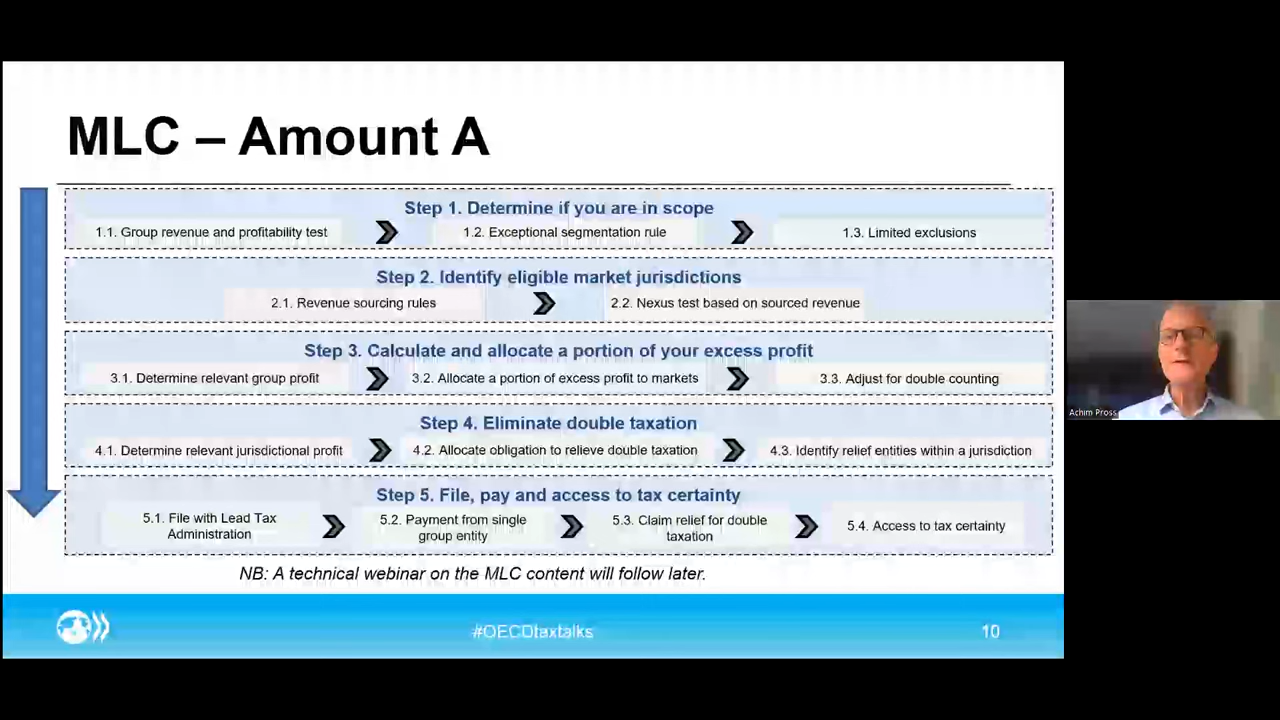 MLC – Amount A
Step 1. Determine if you are in scope
1.1. Group revenue and profitability test
1.2. Exceptional segmentation rule
1.3. Limited exclusions
Step 2. Identify eligible market jurisdictions
2.1. Revenue sourcing rules
2.2. Nexus test based on sourced revenue
Step 3. Calculate and allocate a portion of your excess profit
3.1. Determine relevant group profit
3.2. Allocate a portion of excess profit to markets
3.3. Adjust for double counting
Step 4. Eliminate double taxation
4.1. Determine relevant jurisdictional profit
4.2. Allocate obligation to relieve double taxation
4.3. Identify relief entities within a jurisdiction
Step 5. File, pay and access to tax certainty
5.1. File with Lead Tax
Administration
5.2. Payment from single
group entity
5.3. Claim relief for double
taxation
5.4. Access to tax certainty
NB: A technical webinar on the MLC content will follow later.
#OECDtaxtalks
10
Achim Pross